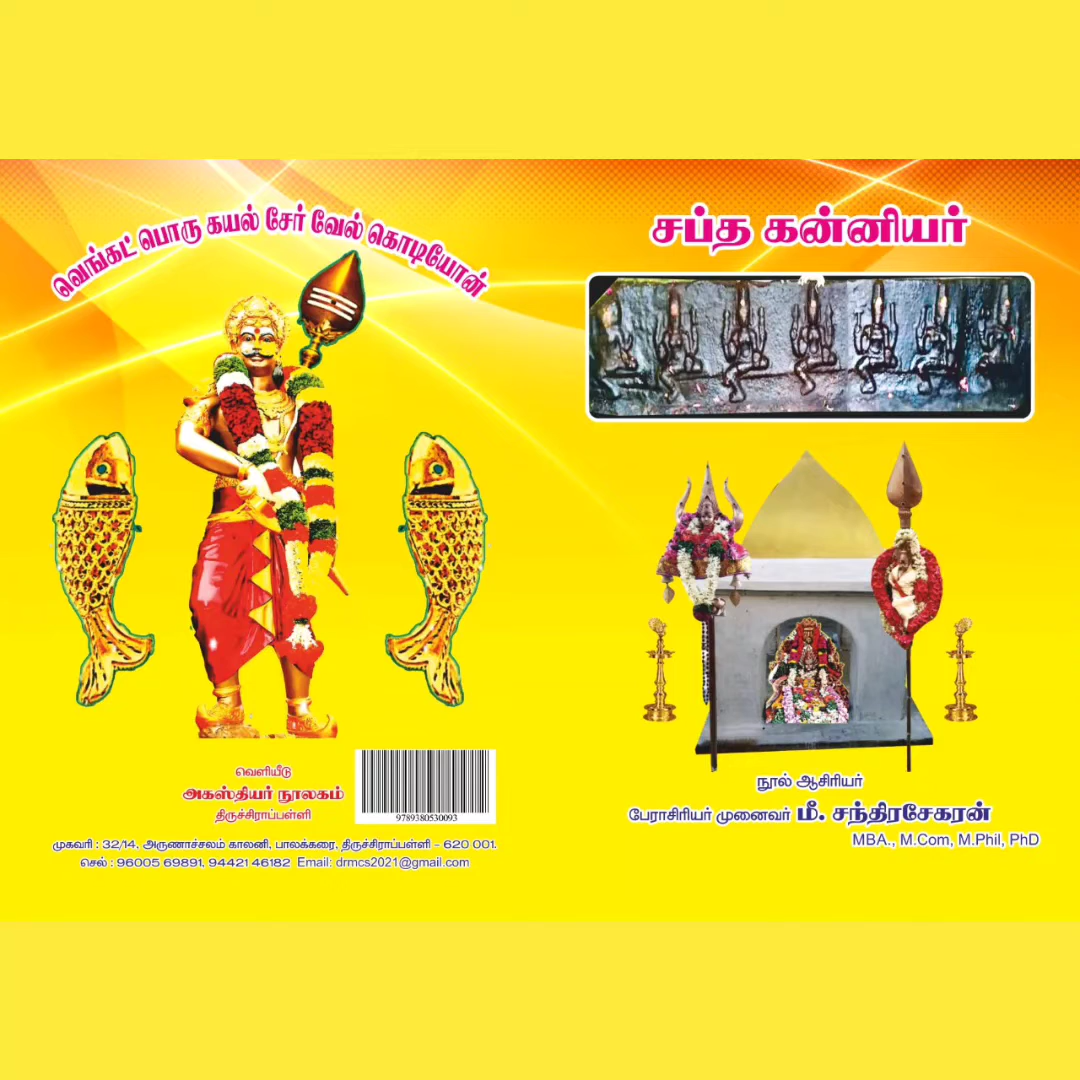 வெங்கட் பொரு கயல் சேர் வேல் கொடியோன்
வெளியீடு
அகஸ்தியர் நூலகம்
திருச்சிராப்பள்ளி
9789380530093
முகவரி : 32/14, அருணாச்சலம் காலனி, பாலக்கரை, திருச்சிராப்பள்ளி – 620 001.
செல் : 96005 69891, 94421 46182 Email: drmcs2021@gmail.com
சப்த கன்னியர்
நூல் ஆசிரியர்
பேராசிரியர் முனைவர் மீ. சந்திரசேகரன்
MBA., M.Com, M.Phil, PhD